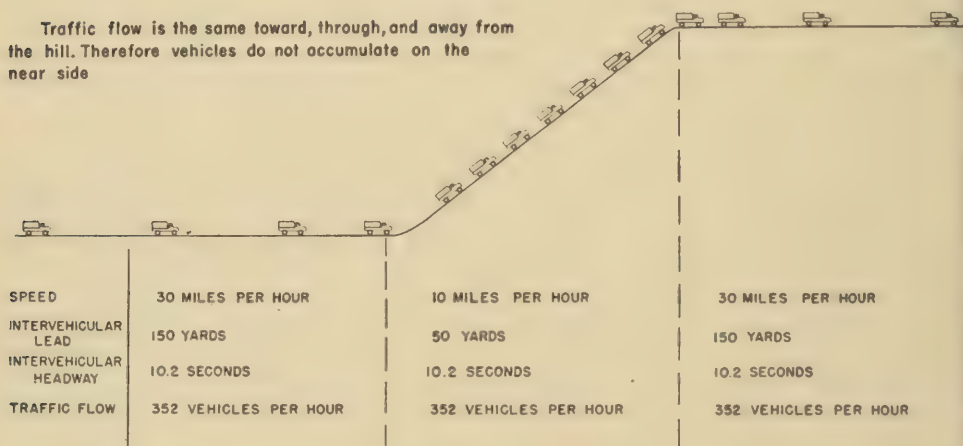 Traffic flow is the same toward, through, and away from
the hill. Therefore vehicles do not accumulate on the
near side
SPEED 30 MILES PER HOUR 10 MILES PER HOUR 30 MILES PER HOUR
INTERVEHICULAR
LEAD 150 YARDS 50 YARDS 150 YARDS
INTERVEHICULAR
HEADWAY 10.2 SECONDS 10.2 SECONDS 10.2 SECONDS
TRAFFIC FLOW 352 VEHICLES PER HOUR 352 VEHICLES PER HOUR 352 VEHICLES PER HOUR